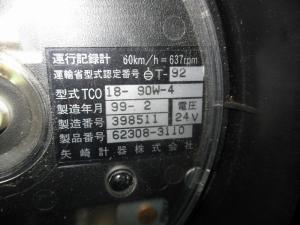 運行記録計 60km/h=637rpm
運輸省型式認定番号 自T-92
型式 TCO 18-90W-4
製造年月 99-2 電圧
製造番号 398511 24V
製品番号 62308-3110
矢崎計器株式会社